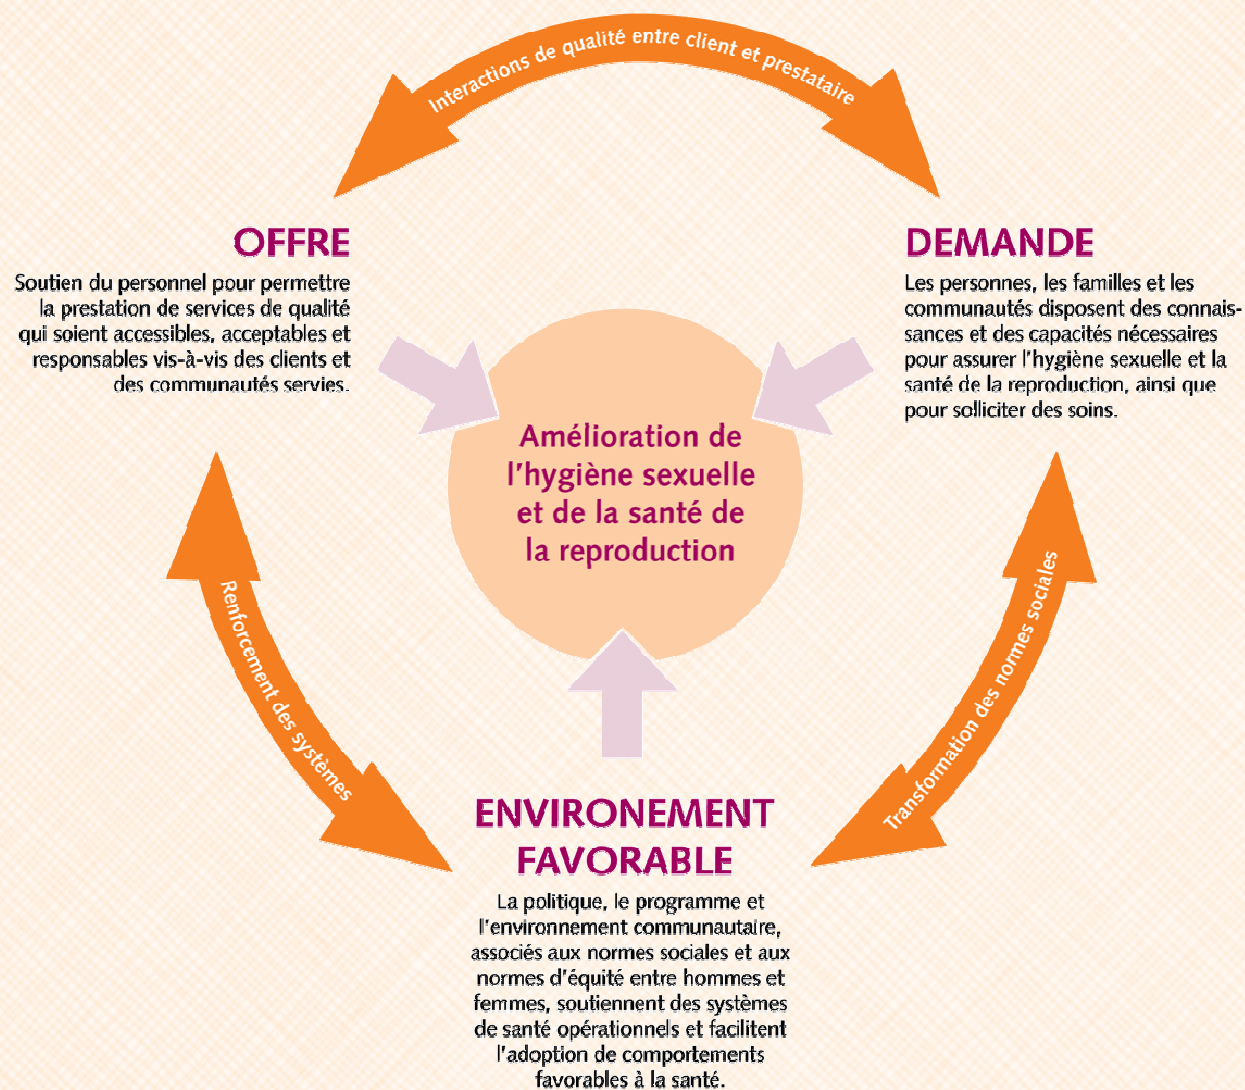 Interactions de qualité entre client et prestataire
OFFRE
Soutien du personnel pour permettre
la prestation de services de qualité
qui soient accessibles, acceptables et
responsables vis-à-vis des clients et
des communautés servies.
DEMANDE
Les personnes, les familles et les
communautés disposent des connais-
sances et des capacités nécessaires
pour assurer l'hygiène sexuelle et la
santé de la reproduction, ainsi que
pour solliciter des soins.
Amélioration de
l'hygiène sexuelle
et de la santé de
la reproduction
Renforcement des systèmes
Transformation des normes sociales
ENVIRONEMENT
FAVORABLE
La politique, le programme et
l'environnement communautaire,
associés aux normes sociales et aux
normes d'équité entre hommes et
femmes, soutiennent des systèmes
de santé opérationnels et facilitent
l'adoption de comportements
favorables à la santé.